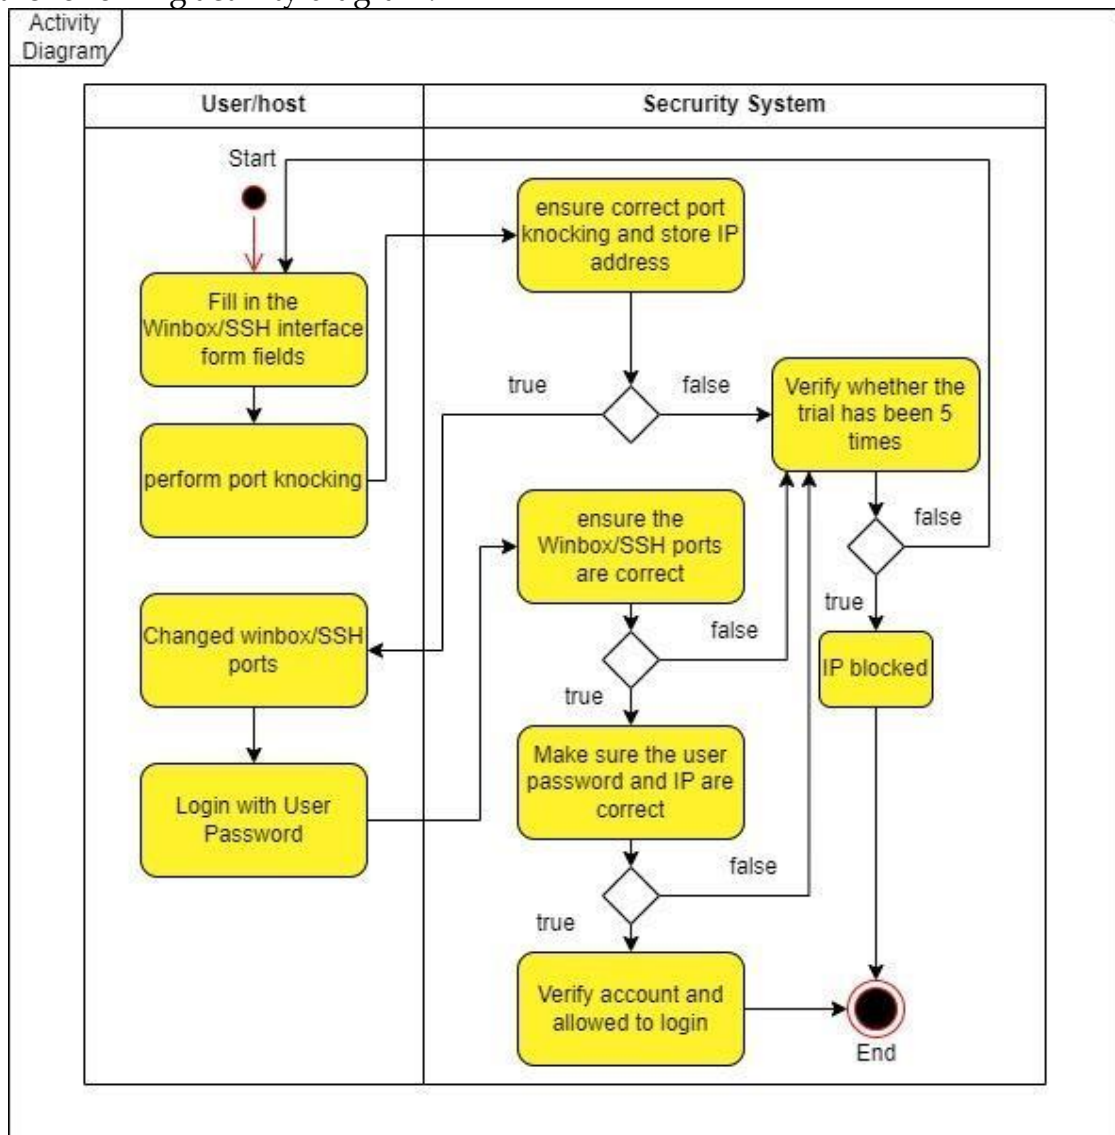 Activity
Diagram
User/host
Secrurity System
Start
ensure correct port
knocking and store IP
address
Fill in the
Winbox/SSH interface
form fields
true
false
Verify whether the
trial has been 5
times
perform port knocking
ensure the
Winbox/SSH ports
are correct
false
true
Changed winbox/SSH
ports
false
IP blocked
true
Make sure the user
password and IP are
correct
Login with User
Password
false
true
Verify account and
allowed to login
End